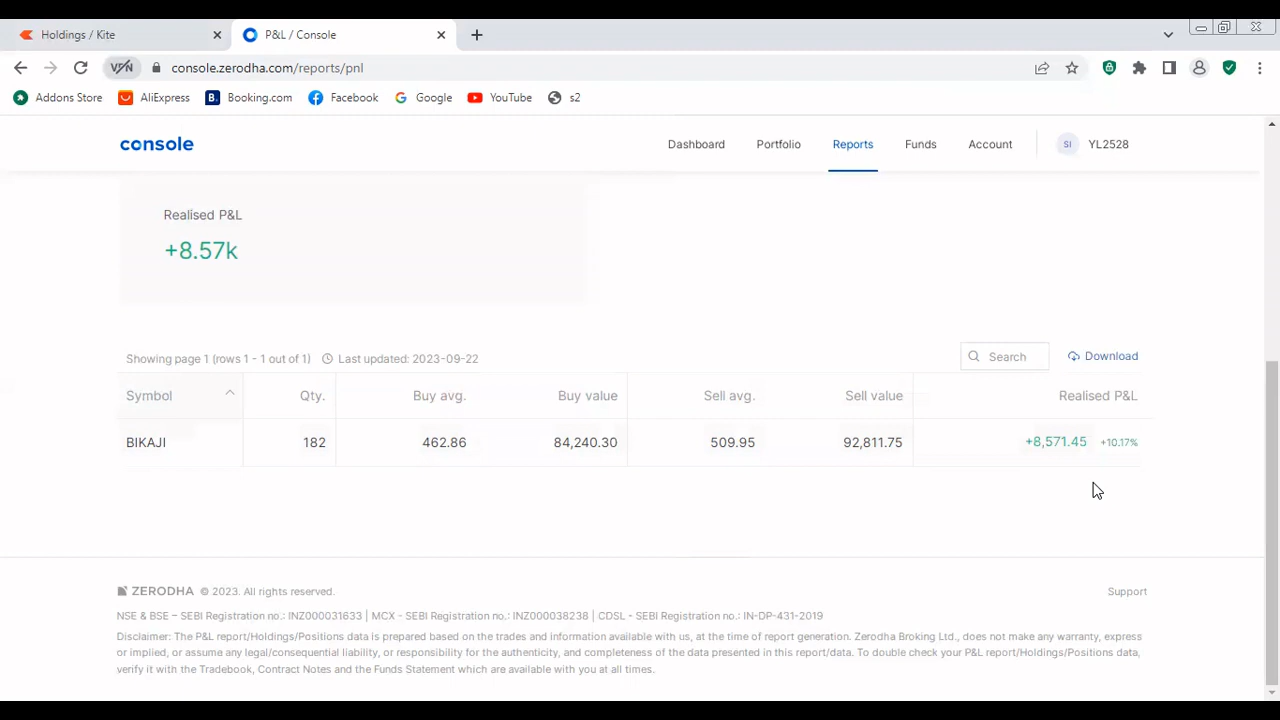 Holdings / Kite
P&L / Console
VPN
console.zerodha.com/reports/pnl
Addons Store
AliExpress
B.
Booking.com
Facebook
G
Google
YouTube
s2
console
Dashboard
Portfolio
Reports
Funds
Account
SI
YL2528
Realised P&L
+8.57k
Showing page 1 (rows 1 - 1 out of 1)
Last updated: 2023-09-22
Search
Download
Symbol
Qty.
Buy avg.
Buy value
Sell avg.
Sell value
Realised P&L
BIKAJI
182
462.86
84,240.30
509.95
92,811.75
+8,571.45
+10.17%
ZERODHA © 2023. All rights reserved.
Support
NSE & BSE – SEBI Registration no.: INZ000031633 | MCX - SEBI Registration no.: INZ000038238 | CDSL - SEBI Registration no.: IN-DP-431-2019
Disclaimer: The P&L report/Holdings/Positions data is prepared based on the trades and information available with us, at the time of report generation. Zerodha Broking Ltd., does not make any warranty, express
or implied, or assume any legal/consequential liability, or responsibility for the authenticity, and completeness of the data presented in this report/data. To double check your P&L report/Holdings/Positions data,
verify it with the Tradebook, Contract Notes and the Funds Statement which are available with you at all times.